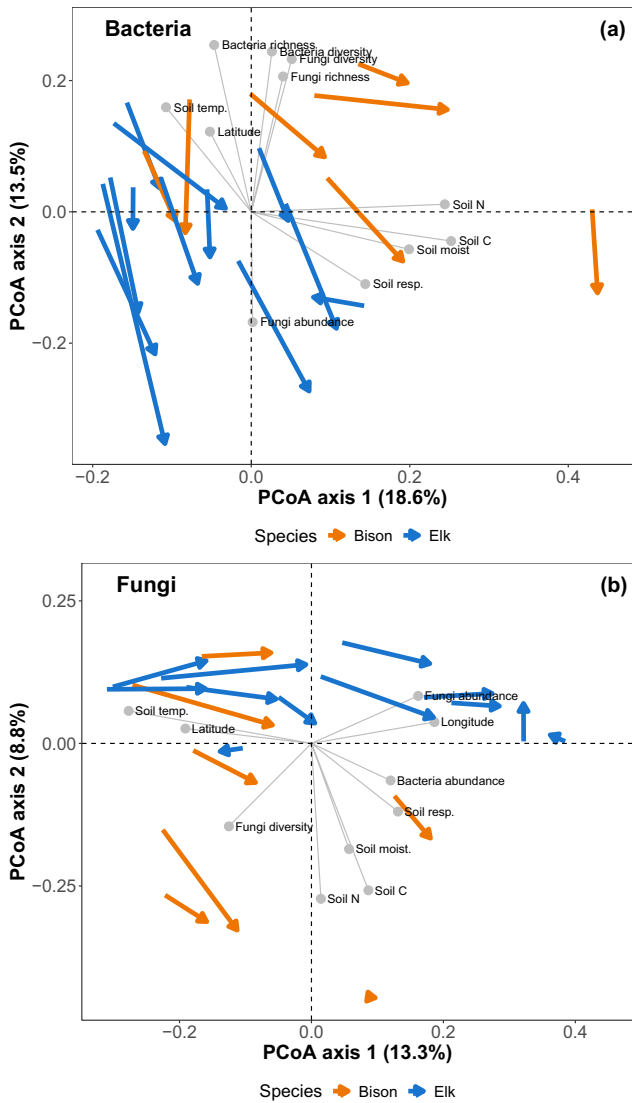 Bacteria (a)
Bacteria richness
Bacteria diversity
Fungi diversity
Fungi richness
Soil temp.
Latitude
Soil N
Soil C
Soil moist
Soil resp.
Fungi abundance
PCoA axis 2 (13.5%)
0.2
0.0
−0.2
−0.2 0.0 0.2 0.4
PCoA axis 1 (18.6%)
Species Bison Elk
Fungi (b)
Fungi abundance
Soil temp.
Longitude
Latitude
Bacteria abundance
Soil resp.
Fungi diversity
Soil moist.
Soil C
Soil N
PCoA axis 2 (8.8%)
0.25
0.00
−0.25
−0.2 0.0 0.2 0.4
PCoA axis 1 (13.3%)
Species Bison Elk